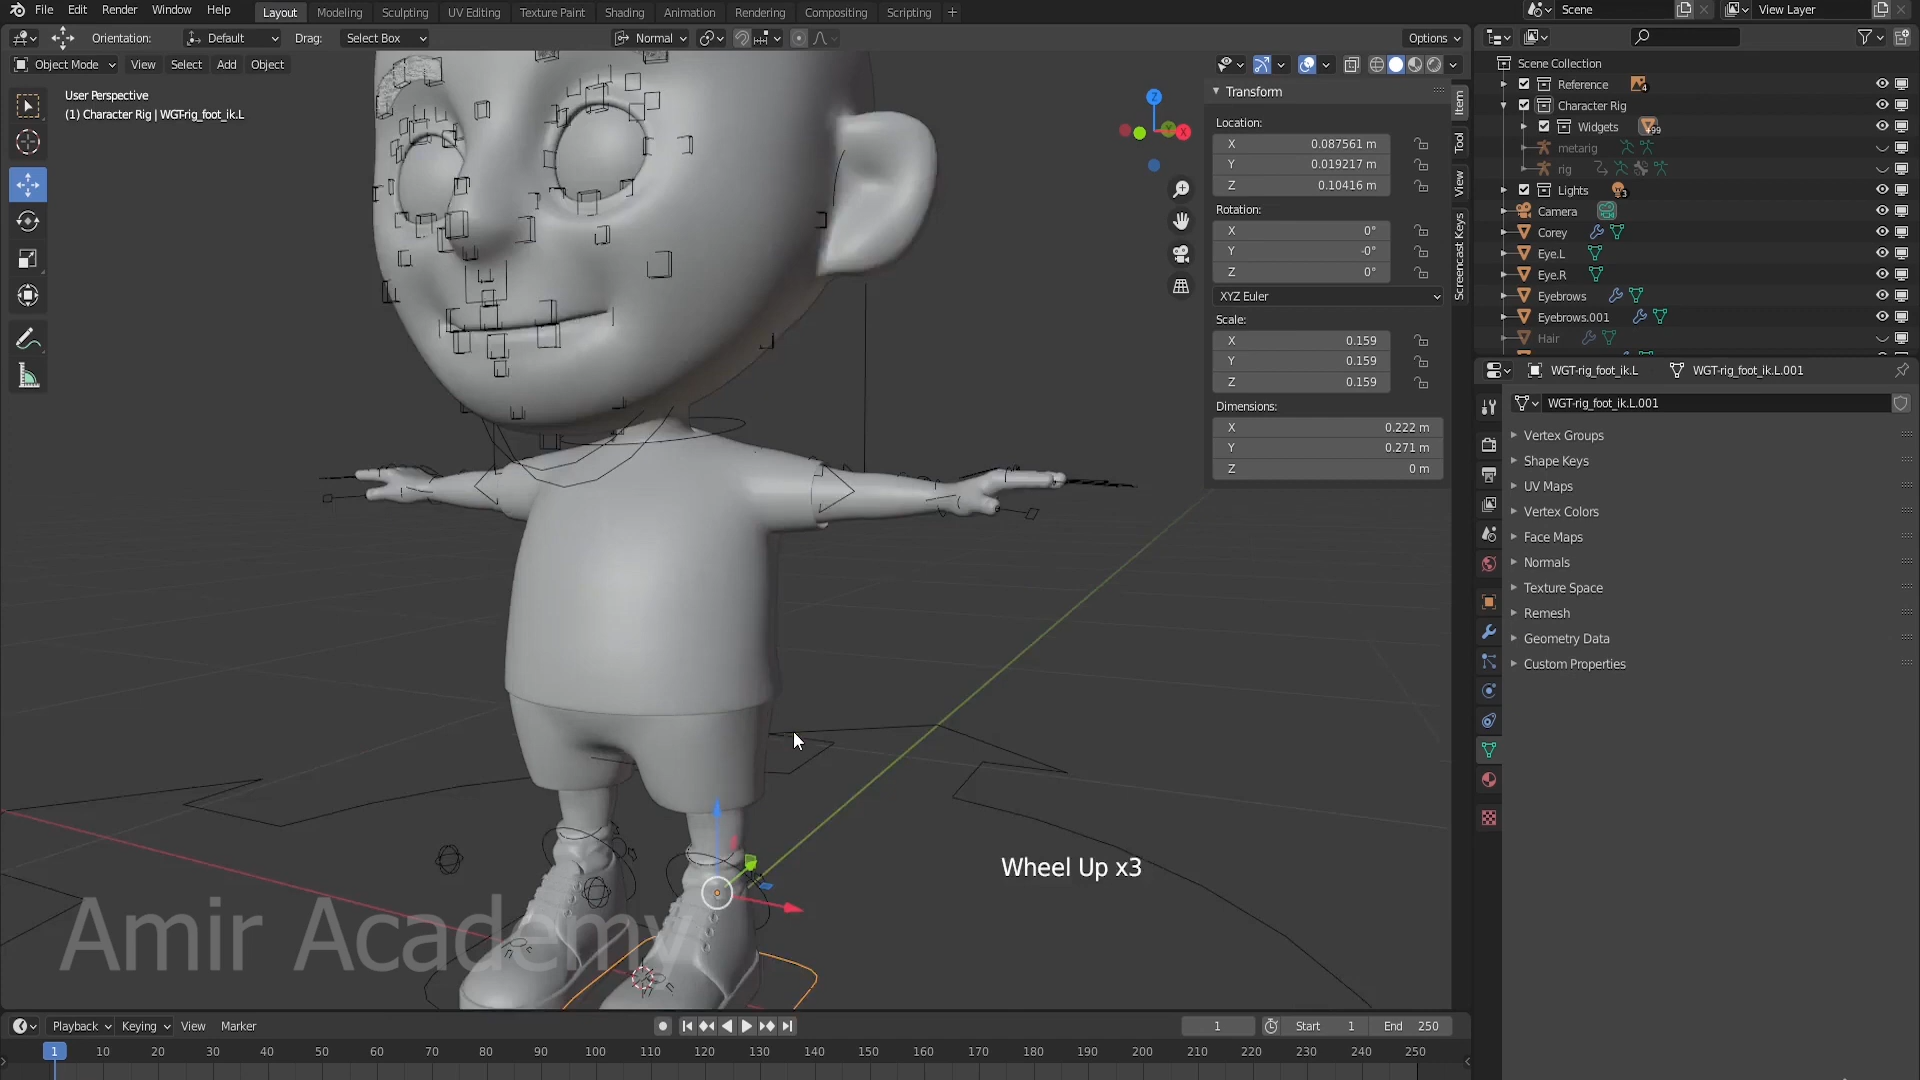 File Edit Render Window Help Layout Modeling Sculpting UV Editing Texture Paint Shading Animation Rendering Compositing Scripting + Scene View Layer
Orientation: Default Drag: Select Box Normal Options
Object Mode View Select Add Object
User Perspective
(1) Character Rig | WGTrig_foot_ik.L
Z
Y
X
Transform
Location:
X 0.087561 m
Y 0.019217 m
Z 0.10416 m
Rotation:
X 0°
Y -0°
Z 0°
XYZ Euler
Scale:
X 0.159
Y 0.159
Z 0.159
Dimensions:
X 0.222 m
Y 0.271 m
Z 0 m
Item
Tool
View
Screencast Keys
Scene Collection
Reference 4
Character Rig
Widgets +99
metarig
rig
Lights 3
Camera
Corey
Eye.L
Eye.R
Eyebrows
Eyebrows.001
Hair
WGT-rig_foot_ik.L WGT-rig_foot_ik.L.001
WGT-rig_foot_ik.L.001
Vertex Groups
Shape Keys
UV Maps
Vertex Colors
Face Maps
Normals
Texture Space
Remesh
Geometry Data
Custom Properties
Wheel Up x3
Amir Academy
Playback Keying View Marker 1 Start 1 End 250
1 10 20 30 40 50 60 70 80 90 100 110 120 130 140 150 160 170 180 190 200 210 220 230 240 250